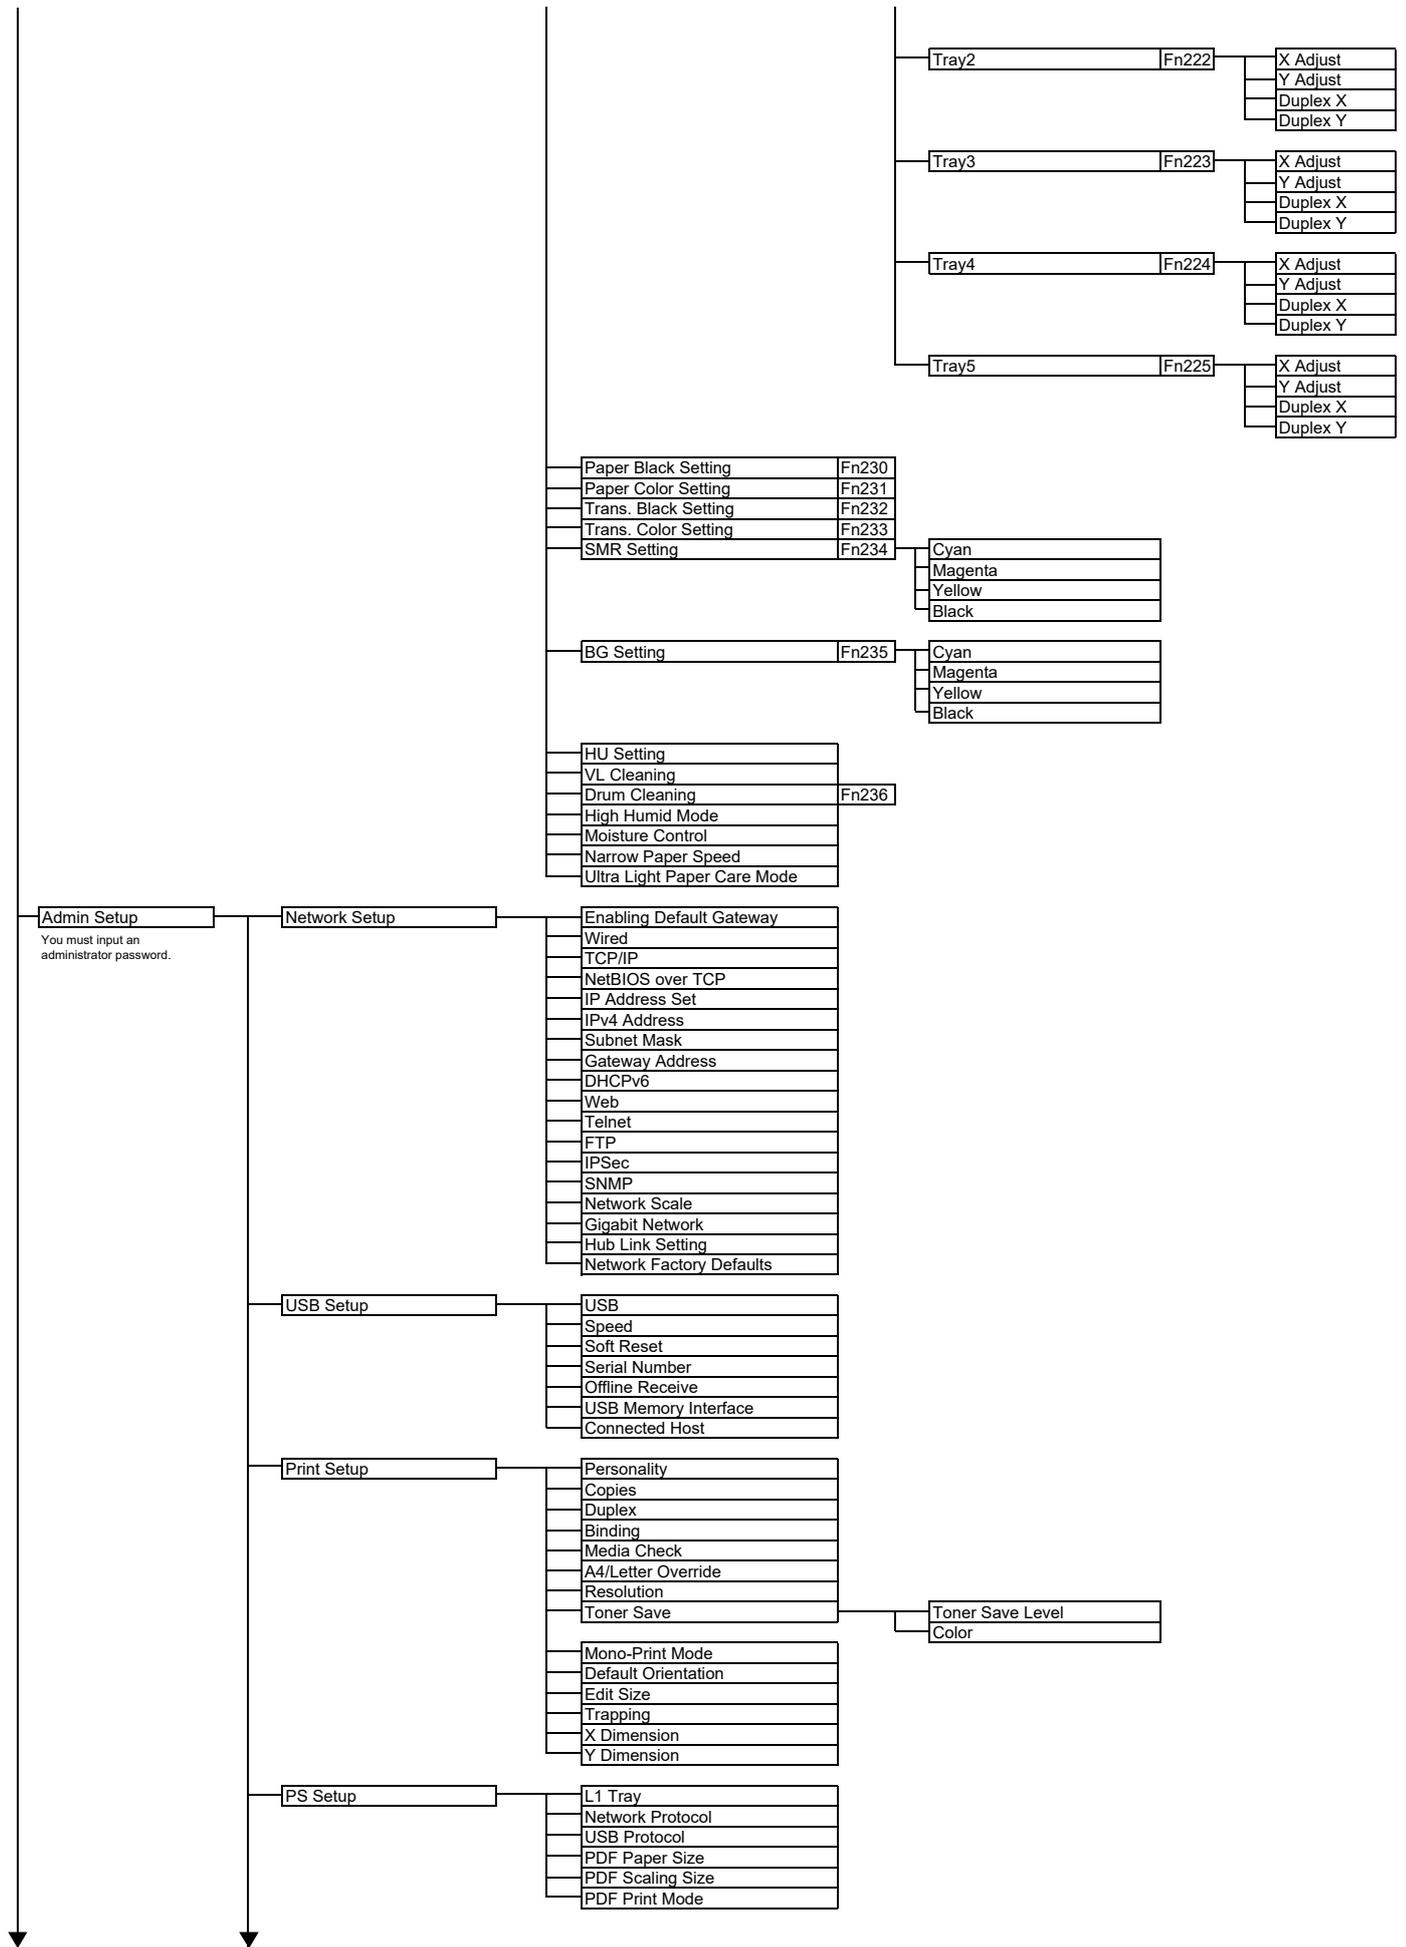 Tray2 Fn222 X Adjust
Y Adjust
Duplex X
Duplex Y
Tray3 Fn223 X Adjust
Y Adjust
Duplex X
Duplex Y
Tray4 Fn224 X Adjust
Y Adjust
Duplex X
Duplex Y
Tray5 Fn225 X Adjust
Y Adjust
Duplex X
Duplex Y
Paper Black Setting Fn230
Paper Color Setting Fn231
Trans. Black Setting Fn232
Trans. Color Setting Fn233
SMR Setting Fn234 Cyan
Magenta
Yellow
Black
BG Setting Fn235 Cyan
Magenta
Yellow
Black
HU Setting
VL Cleaning
Drum Cleaning Fn236
High Humid Mode
Moisture Control
Narrow Paper Speed
Ultra Light Paper Care Mode
Admin Setup Network Setup Enabling Default Gateway
You must input an
administrator password.
Wired
TCP/IP
NetBIOS over TCP
IP Address Set
IPv4 Address
Subnet Mask
Gateway Address
DHCPv6
Web
Telnet
FTP
IPSec
SNMP
Network Scale
Gigabit Network
Hub Link Setting
Network Factory Defaults
USB Setup USB
Speed
Soft Reset
Serial Number
Offline Receive
USB Memory Interface
Connected Host
Print Setup Personality
Copies
Duplex
Binding
Media Check
A4/Letter Override
Resolution
Toner Save Toner Save Level
Color
Mono-Print Mode
Default Orientation
Edit Size
Trapping
X Dimension
Y Dimension
PS Setup L1 Tray
Network Protocol
USB Protocol
PDF Paper Size
PDF Scaling Size
PDF Print Mode